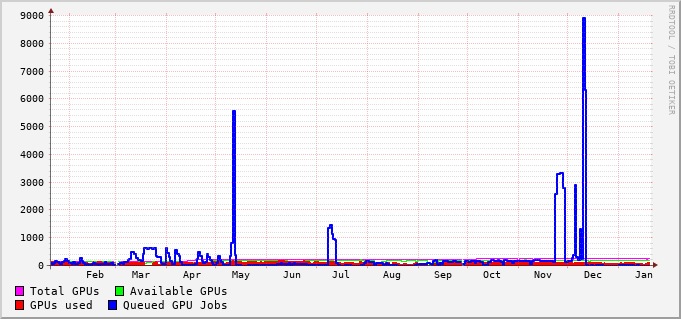 9000
8000
7000
6000
5000
4000
3000
2000
1000
0
Feb Mar Apr May Jun Jul Aug Sep Oct Nov Dec Jan
Total GPUs Available GPUs
GPUs used Queued GPU Jobs
RRDTOOL / TOBI OETIKER